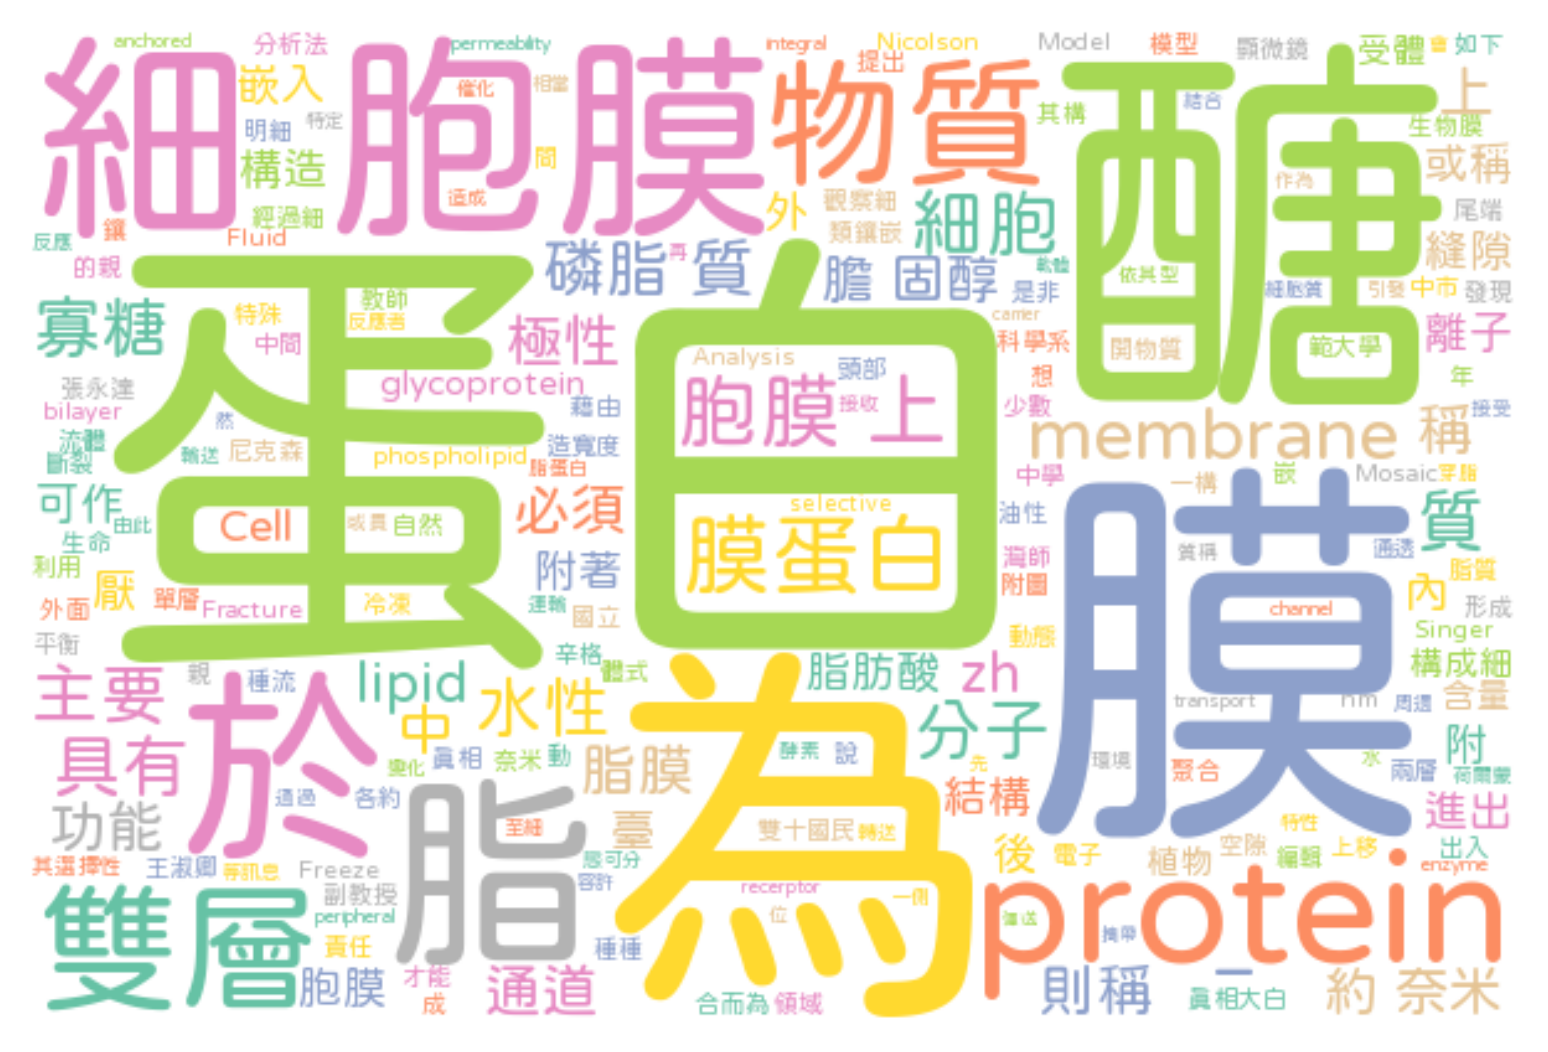 anchored
分析法
permeability
integral
Nicolson
Model
模型
顯微鏡
受體
會
如下
細胞膜
嵌入
催化
相當
物質
提出
醣
上
明細
特定
其構
結合
生物膜
構造
間
或稱
造成
外
觀察細
細胞
作為
經過細
鑲
Fluid
類鑲嵌
尾端
反應
的親
磷脂
再
質
膽
固醇
軟體
是非
依其型
縫隙
蛋白
細胞質
引發
中市
發現
寡糖
特殊
教師
反應者
中間
極性
carrier
科學系
離子
Analysis
頭部
開物質
範大學
張永達
glycoprotein
胞膜
接收
上
想
年
bilayer
藉由
少數
接受
然
membrane
稱
流體
斷裂
輸送
尼克森
phospholipid
造寬度
脂蛋白
中學
一構
嵌
Mosaic
穿脂
可作
由此
Cell
或異
自然
必須
selective
膜蛋白
油性
膜
質
生命
質稱
通透
利用
厭
附著
灣師
附圖
脂質
內
外面
單層
Fracture
冷凍
運輸
國立
channel
形成
平衡
動態
Singer
主要
親
種流
於
lipid
水性
辛格
體式
脂肪酸
zh
構成細
transport
nm
周週
含量
具有
中
為
分子
附
變化
真相
奈米
動
脂膜
酵素
說
先
環境
聚合
水
兩層
荷爾蒙
功能
透過
各約
脂
至細
臺
雙十國民
轉送
結構
進出
特性
其選擇性
王淑卿
等訊息
Freeze
居可分
容許
後
電子
植物
空隙
編輯
上移
出入
enzyme
雙層
副教授
peripheral
recerptor
一側
protein
位
傳送
攜帶
責任
種種
胞膜
才能
成
通道
合而為
領域
則稱
一
真相大白
約
奈米